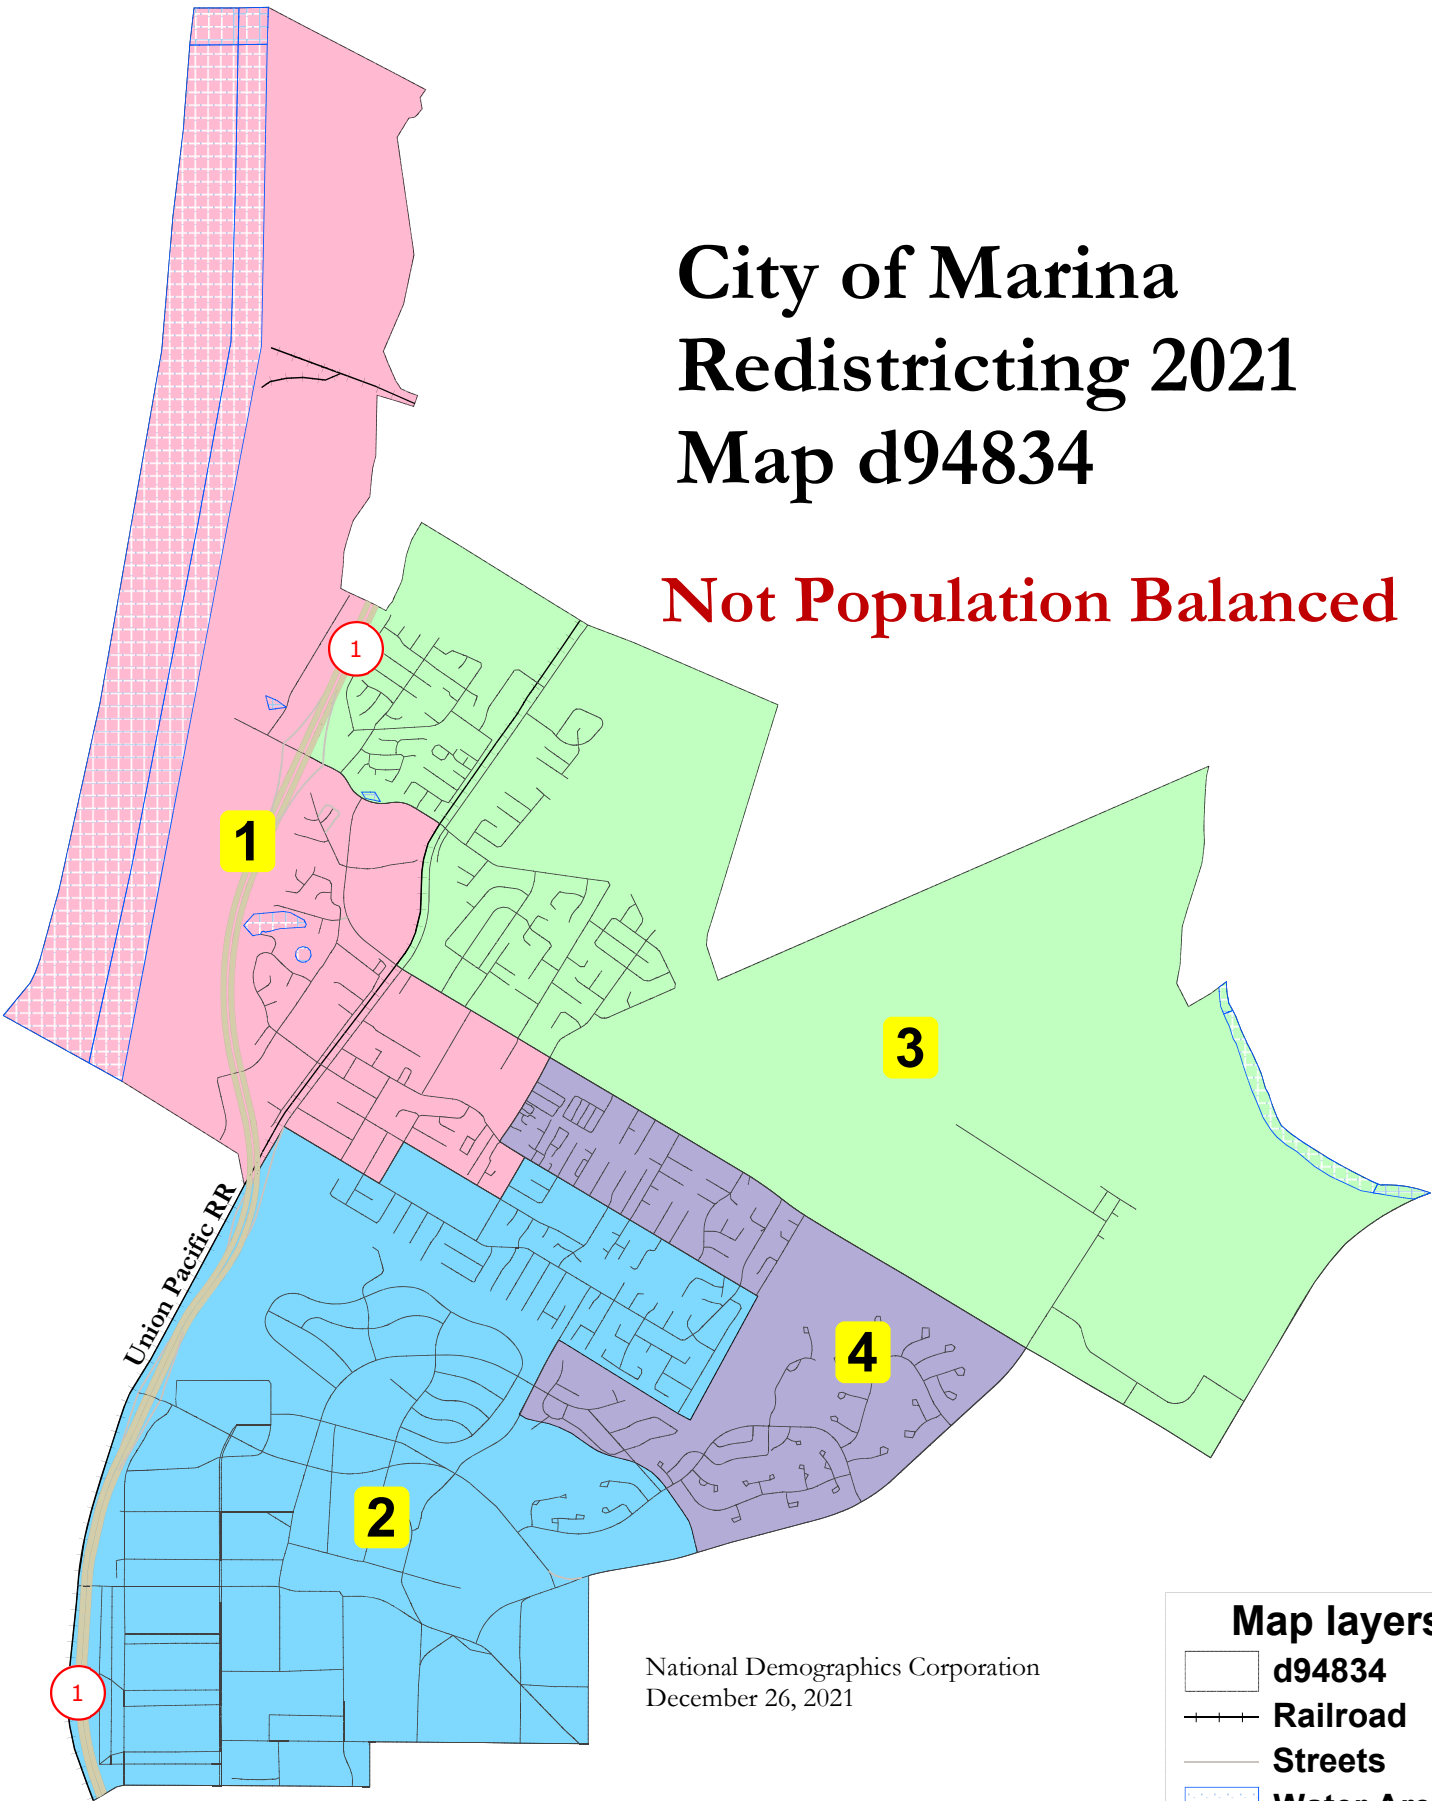 City of Marina
Redistricting 2021
Map d94834
Not Population Balanced
1
1
3
Union Pacific RR
4
2
1
National Demographics Corporation
December 26, 2021
Map layers
d94834
Railroad
Streets
Water